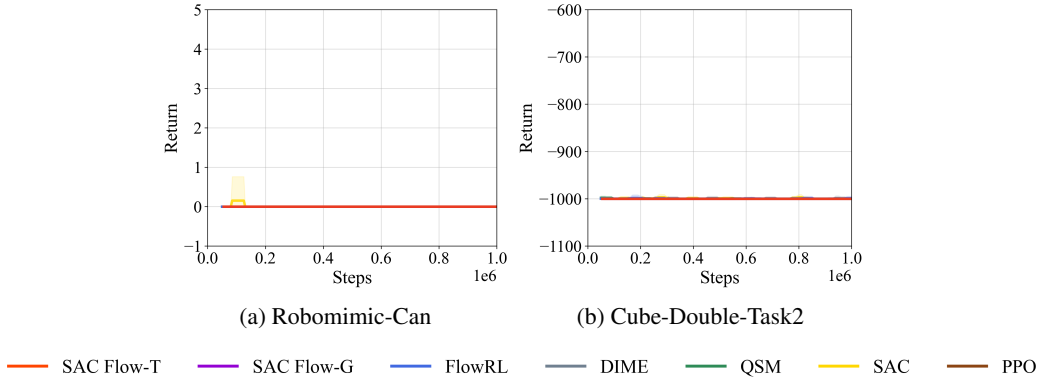 5
4
3
2
1
0
−1
Return
0.0 0.2 0.4 0.6 0.8 1.0
Steps
1e6
(a) Robomimic-Can
−600
−700
−800
−900
−1000
−1100
Return
0.0 0.2 0.4 0.6 0.8 1.0
Steps
1e6
(b) Cube-Double-Task2
SAC Flow-T SAC Flow-G FlowRL DIME QSM SAC PPO